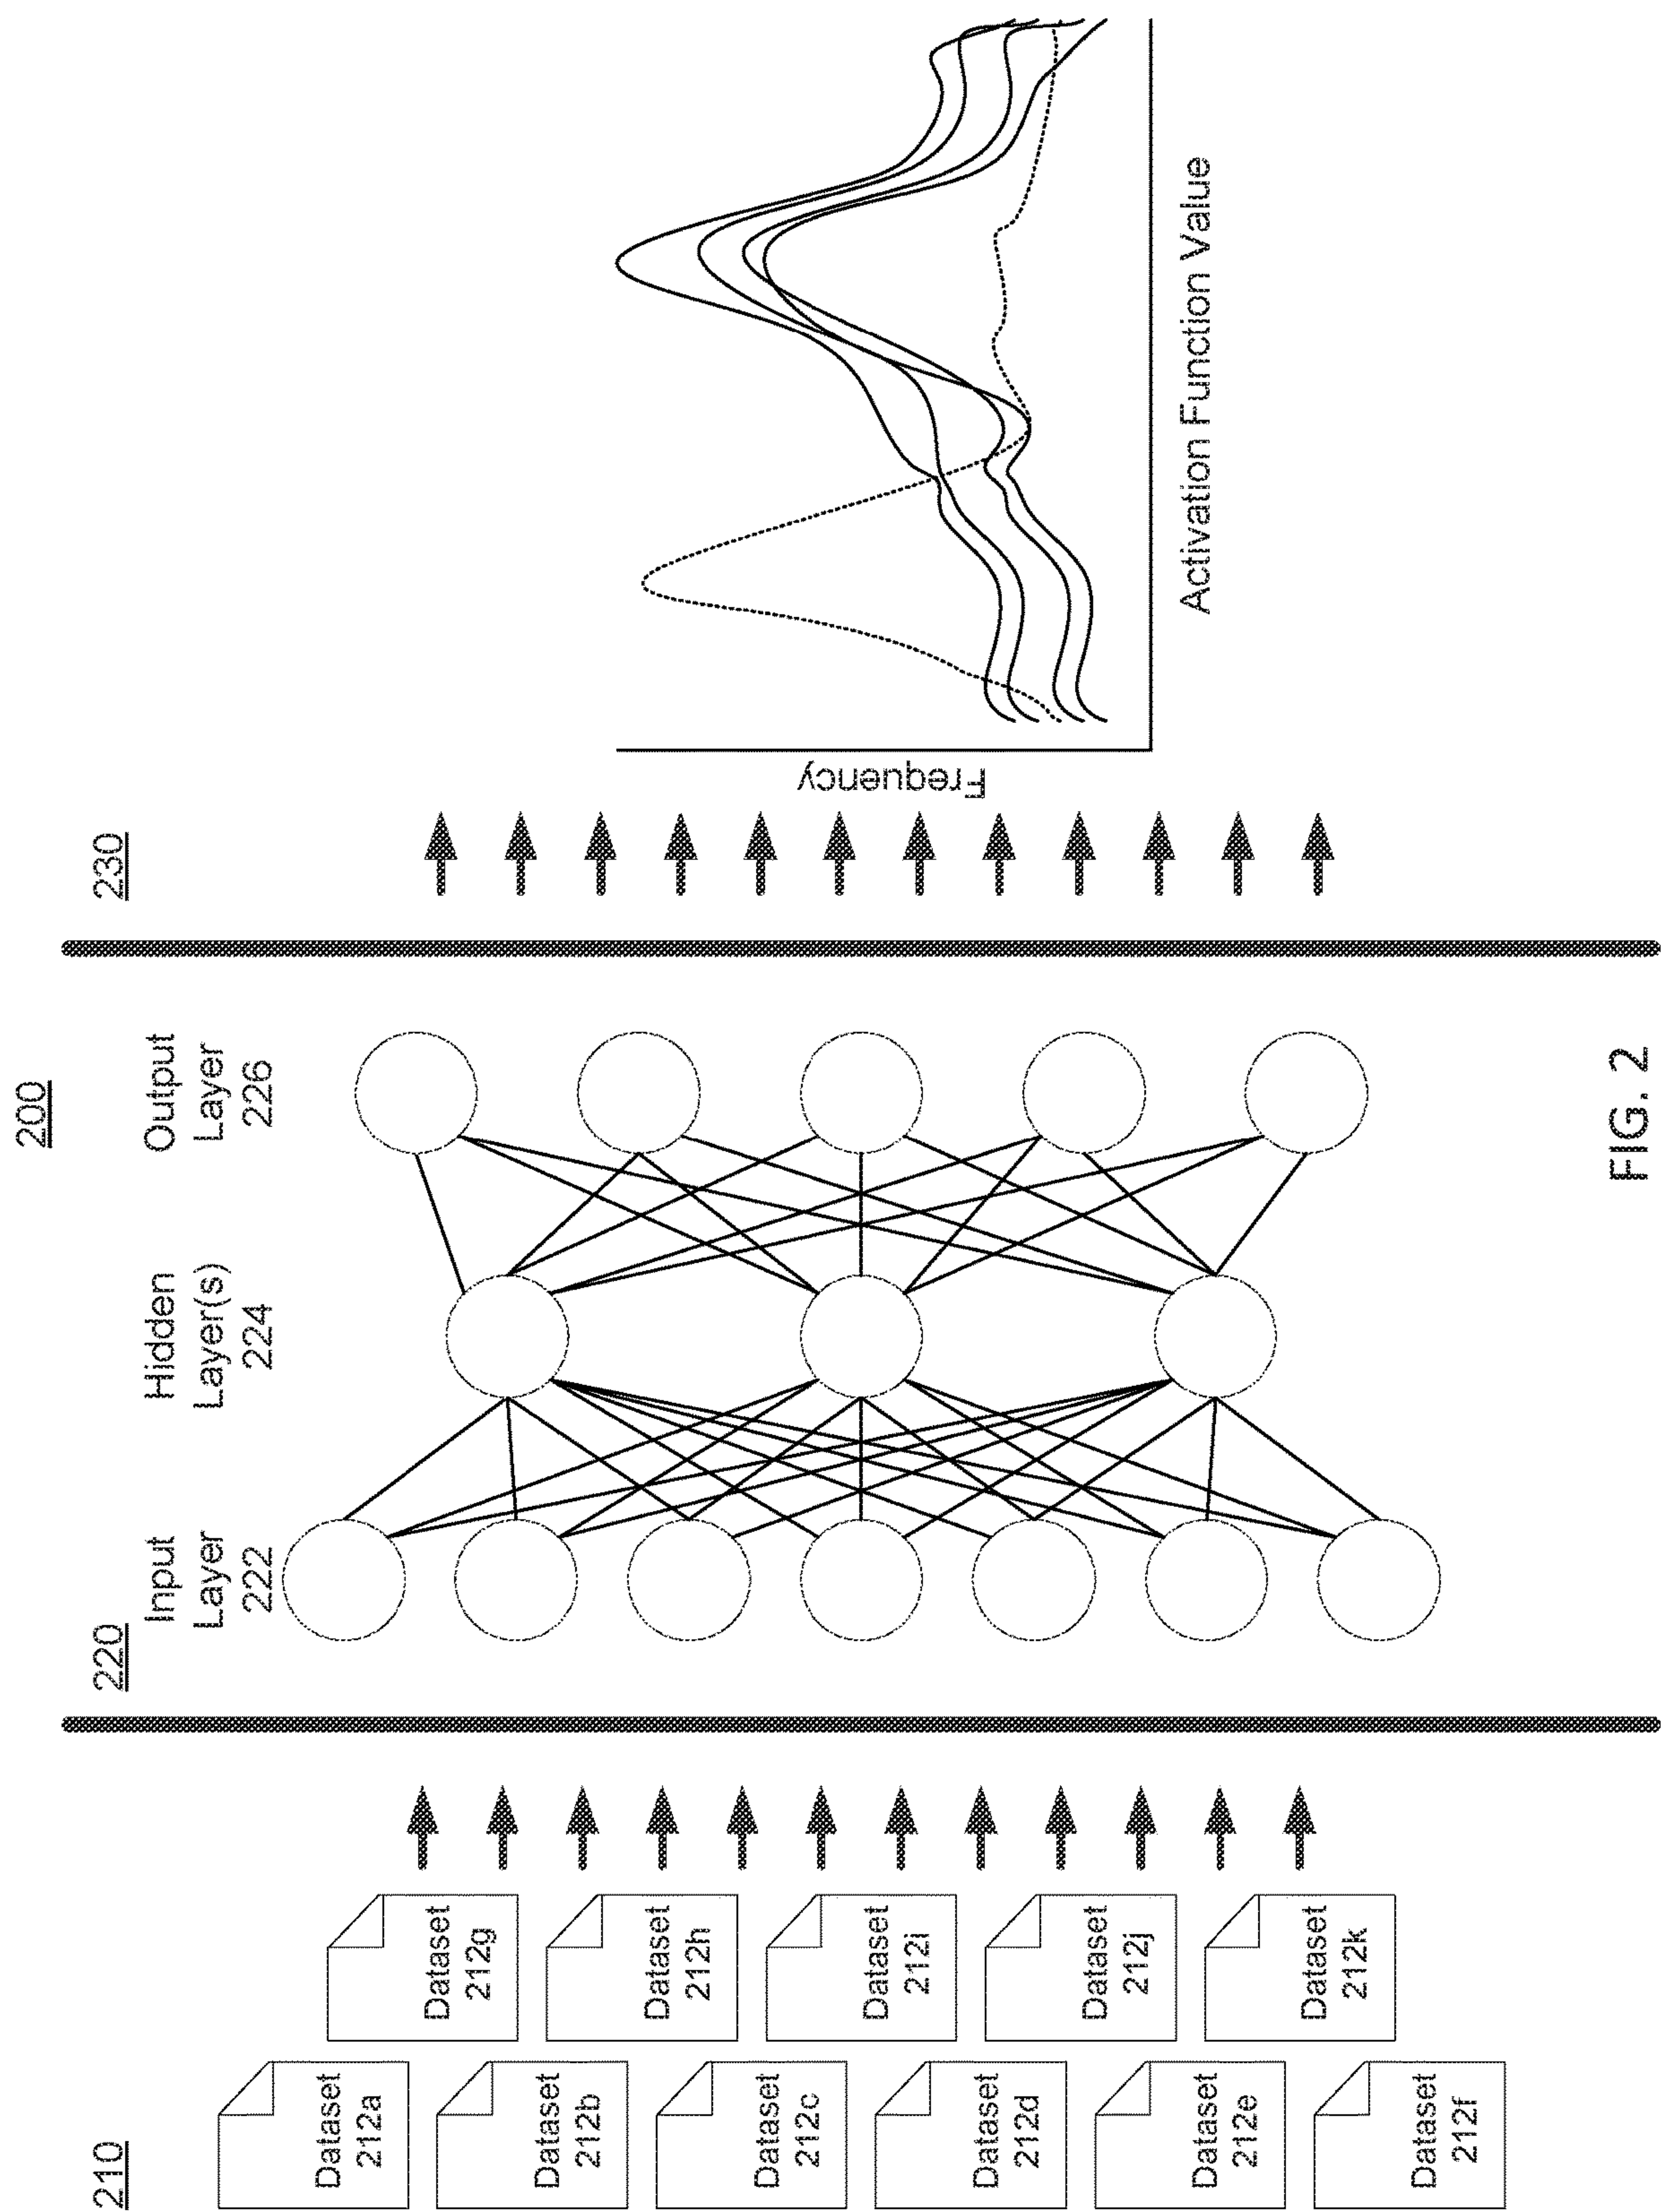 200
210
220
230
Dataset
212a
Dataset
212b
Dataset
212c
Dataset
212d
Dataset
212e
Dataset
212f
Dataset
212g
Dataset
212h
Dataset
212i
Dataset
212j
Dataset
212k
Input
Layer
222
Hidden
Layer(s)
224
Output
Layer
226
Frequency
Activation Function Value
FIG. 2